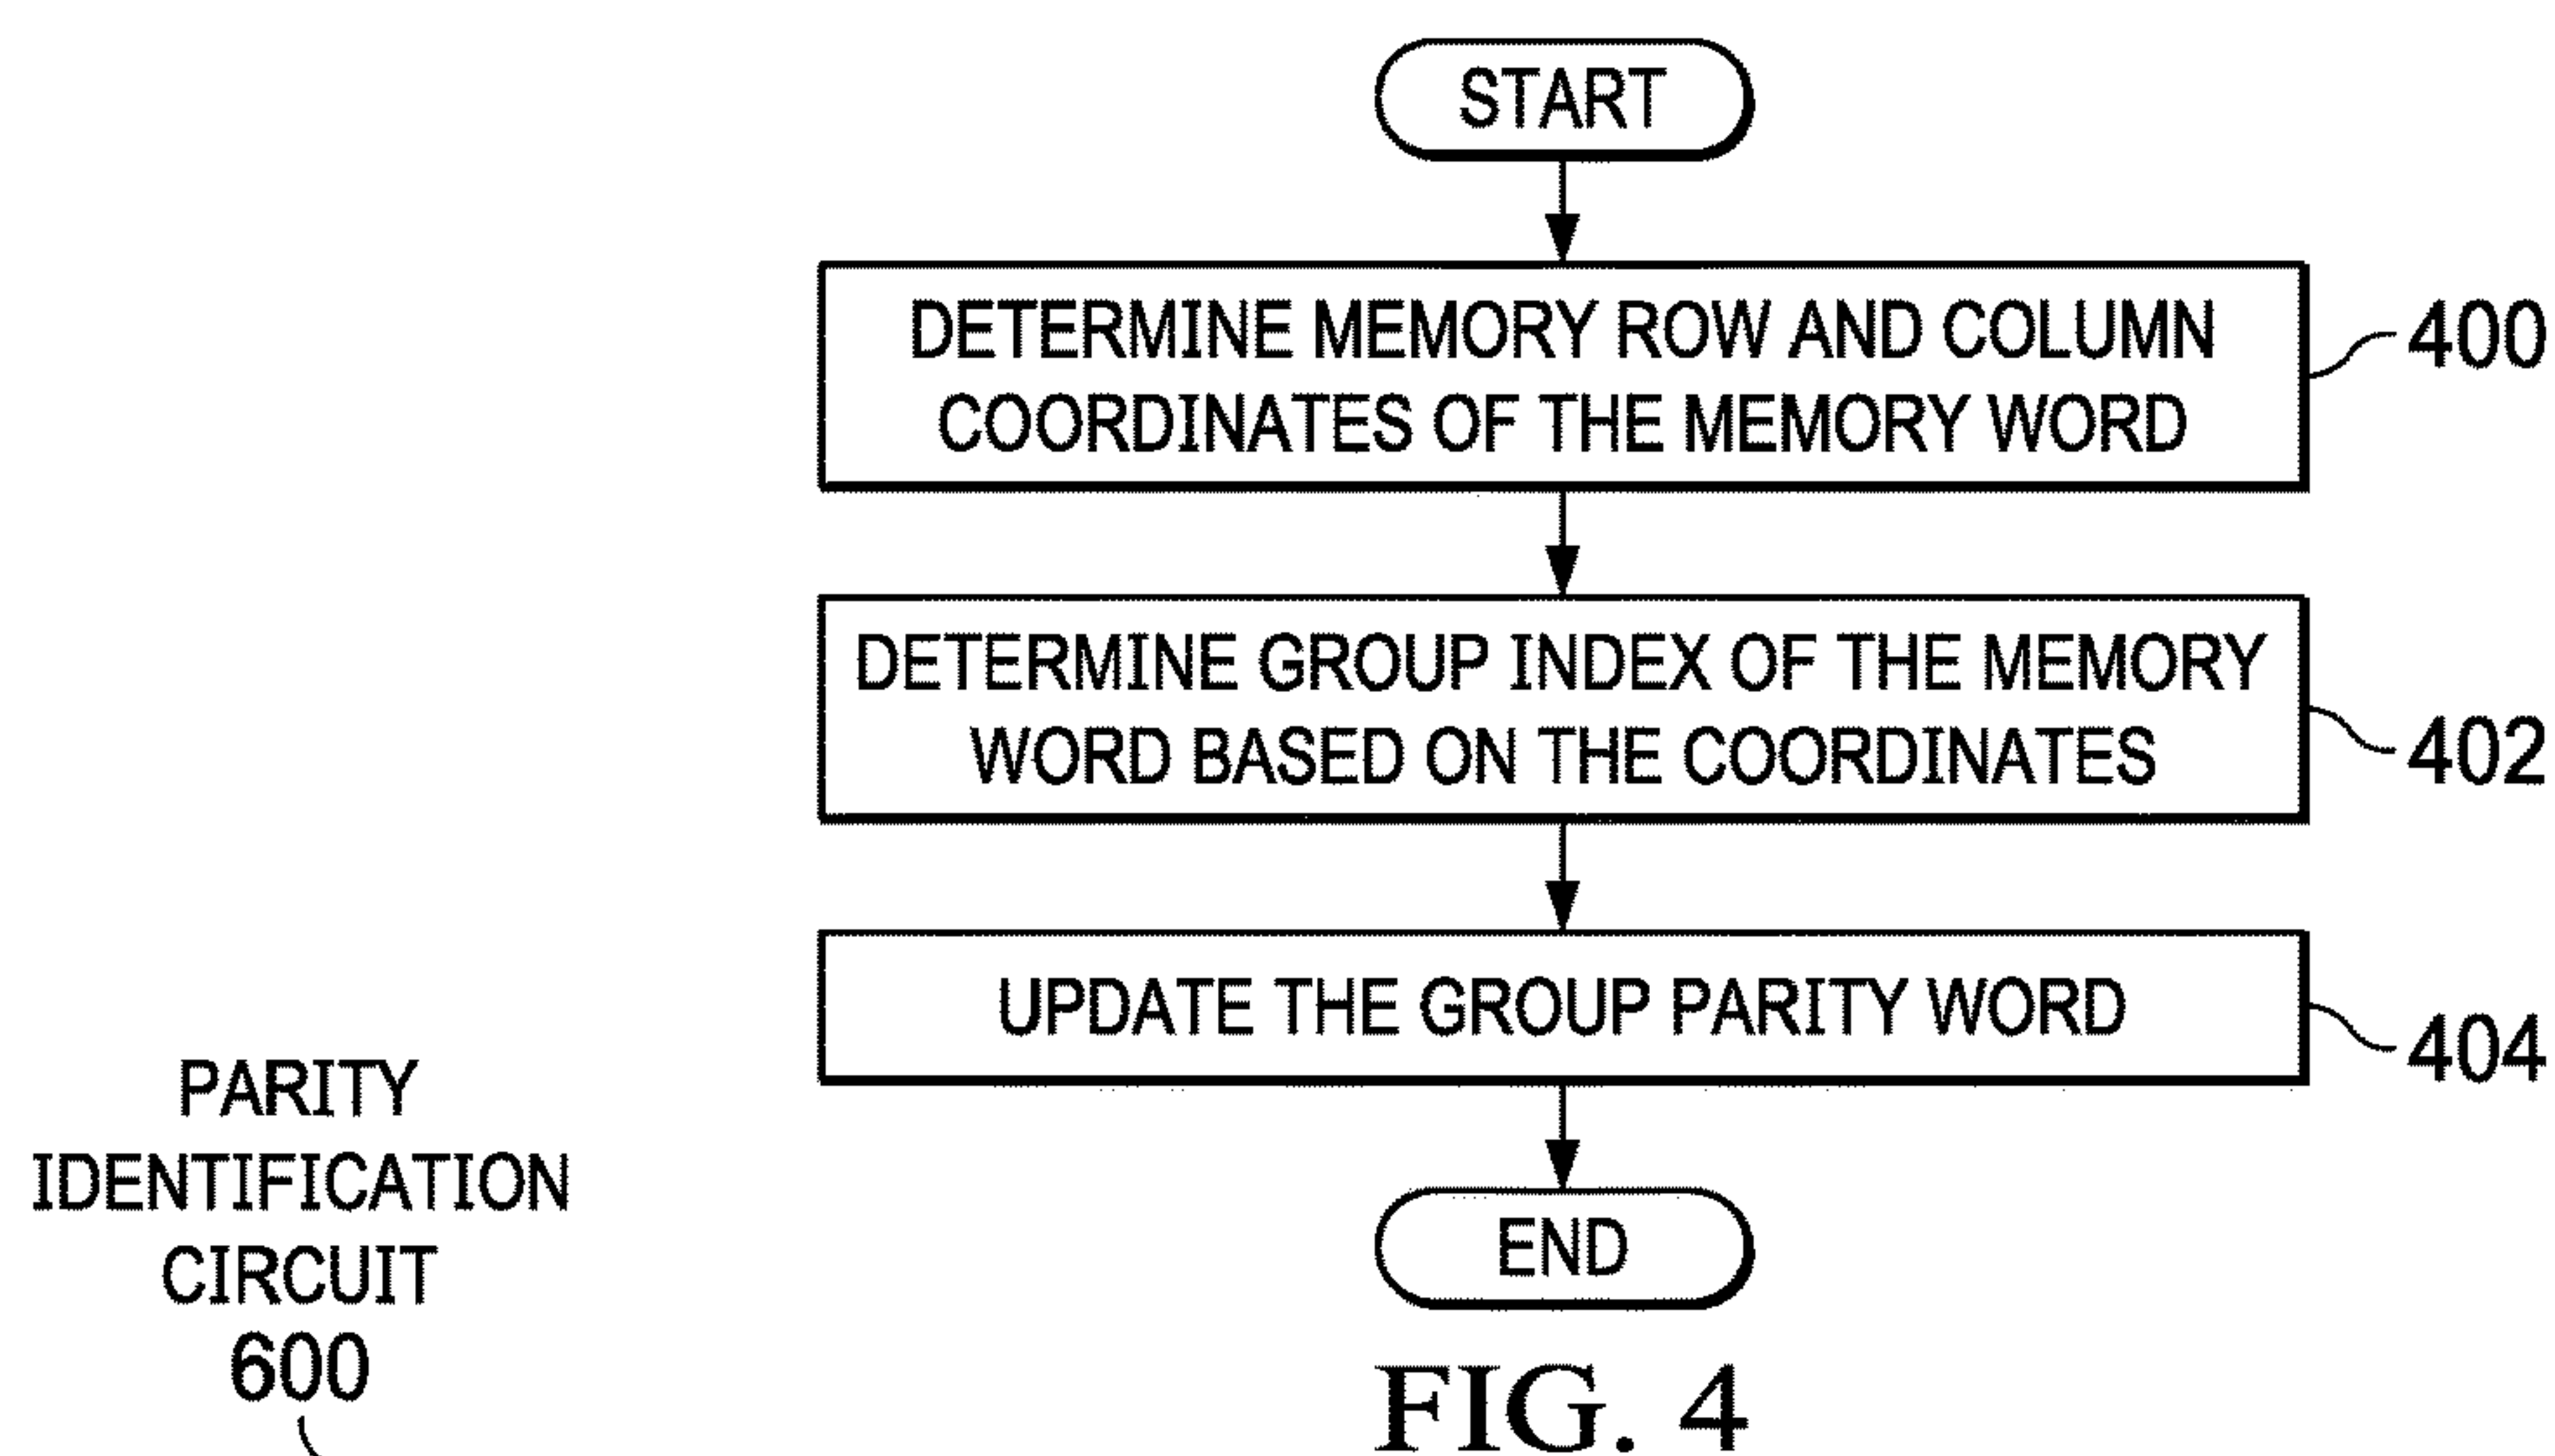 START
DETERMINE MEMORY ROW AND COLUMN
COORDINATES OF THE MEMORY WORD
400
DETERMINE GROUP INDEX OF THE MEMORY
WORD BASED ON THE COORDINATES
402
UPDATE THE GROUP PARITY WORD
404
END
FIG. 4
PARITY
IDENTIFICATION
CIRCUIT
600